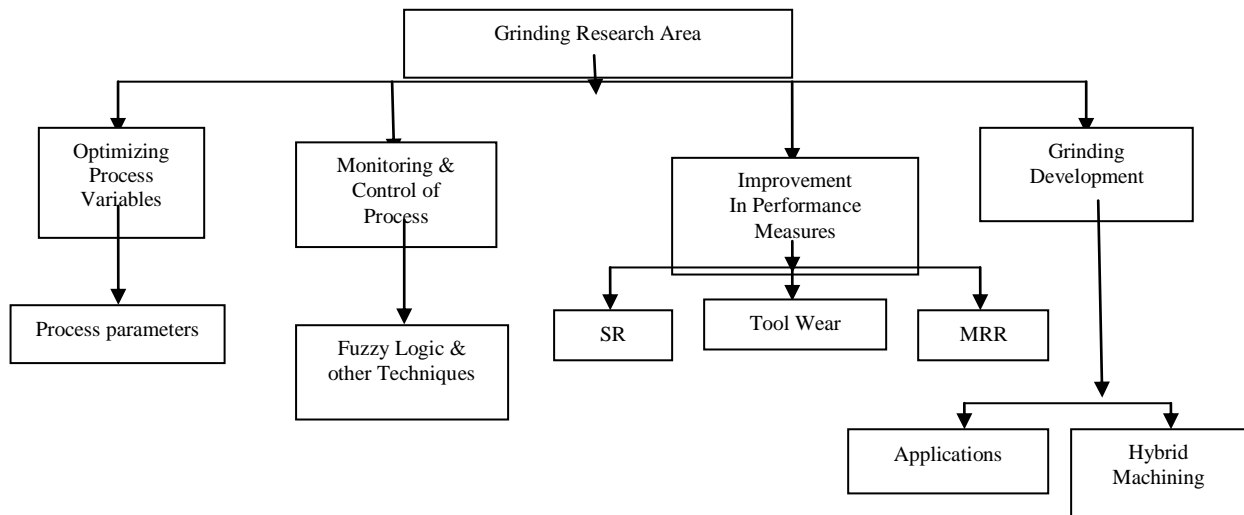 Grinding Research Area
Optimizing
Process
Variables
Monitoring &
Control of
Process
Improvement
In Performance
Measures
Grinding
Development
Process parameters
Fuzzy Logic &
other Techniques
SR
Tool Wear
MRR
Applications
Hybrid
Machining